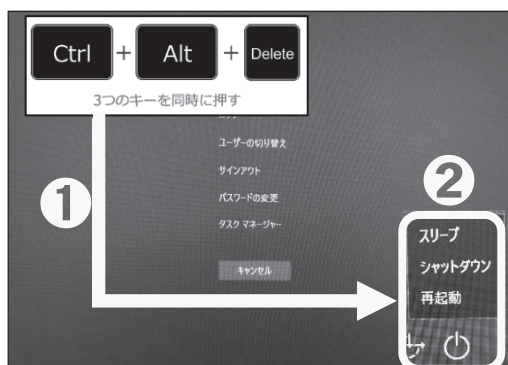 Ctrl + Alt + Delete
3つのキーを同時に押す
ユーザーの切り替え
サインアウト
パスワードの変更
タスク マネージャー
キャンセル
1
2
スリープ
シャットダウン
再起動